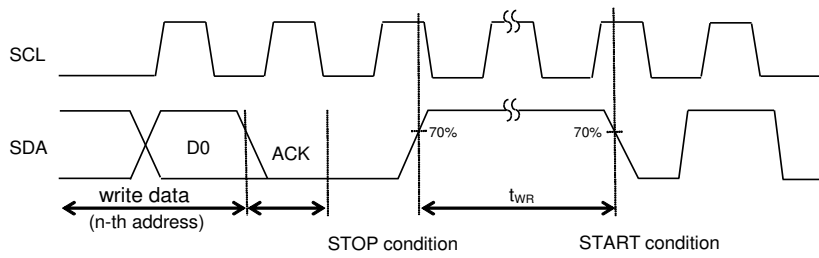 SCL
SDA
D0
ACK
70%
70%
write data
(n-th address)
tWR
STOP condition
START condition